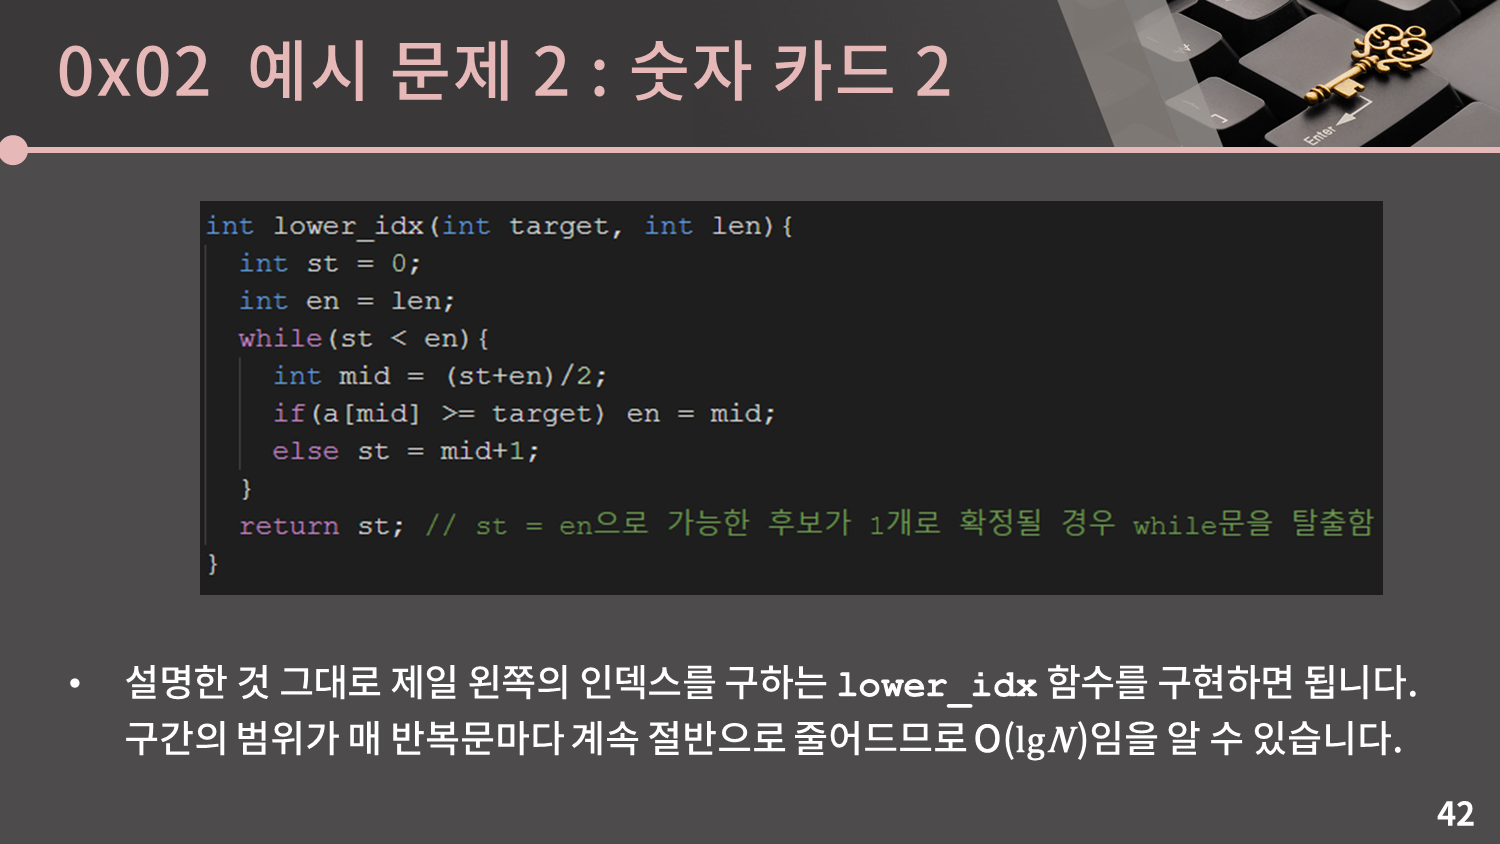 0x02 예시 문제 2 : 숫자 카드 2
Enter
int lower_idx(int target, int len){
int st = 0;
int en = len;
while(st < en){
int mid = (st+en)/2;
if(a[mid] >= target) en = mid;
else st = mid+1;
}
return st; // st = en으로 가능한 후보가 1개로 확정될 경우 while문을 탈출함
}
• 설명한 것 그대로 제일 왼쪽의 인덱스를 구하는 lower_idx 함수를 구현하면 됩니다.
구간의 범위가 매 반복문마다 계속 절반으로 줄어드므로 O(lgN)임을 알 수 있습니다.
42